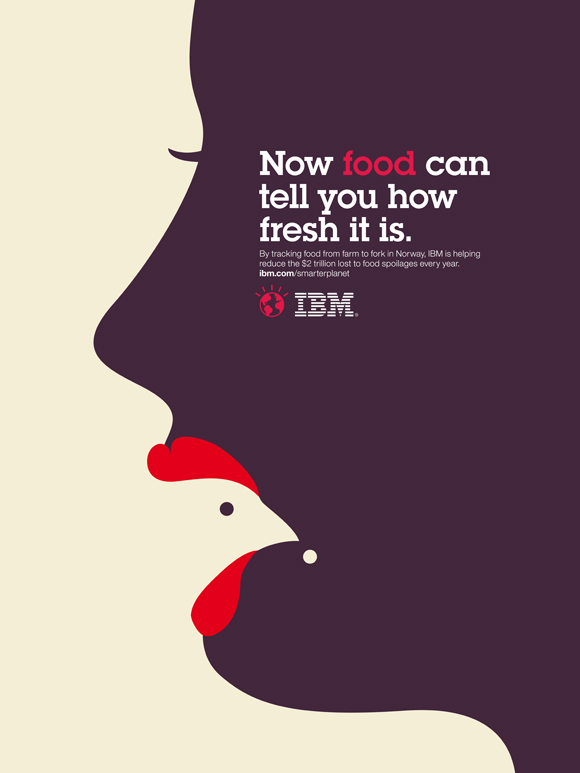 Now food can
tell you how
fresh it is.
By tracking food from farm to fork in Norway, IBM is helping
reduce the $2 trillion lost to food spoilages every year.
ibm.com/smarterplanet
IBM®